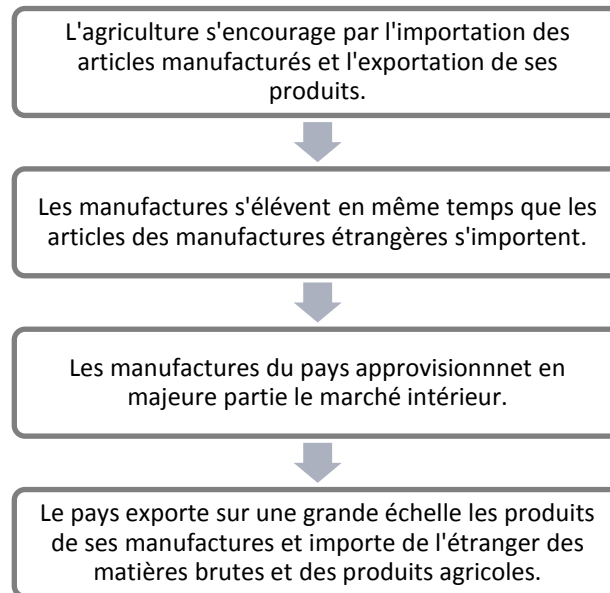 L'agriculture s'encourage par l'importation des
articles manufacturés et l'exportation de ses
produits.
Les manufactures s'élévent en même temps que les
articles des manufactures étrangères s'importent.
Les manufactures du pays approvisionnnet en
majeure partie le marché intérieur.
Le pays exporte sur une grande échelle les produits
de ses manufactures et importe de l'étranger des
matières brutes et des produits agricoles.